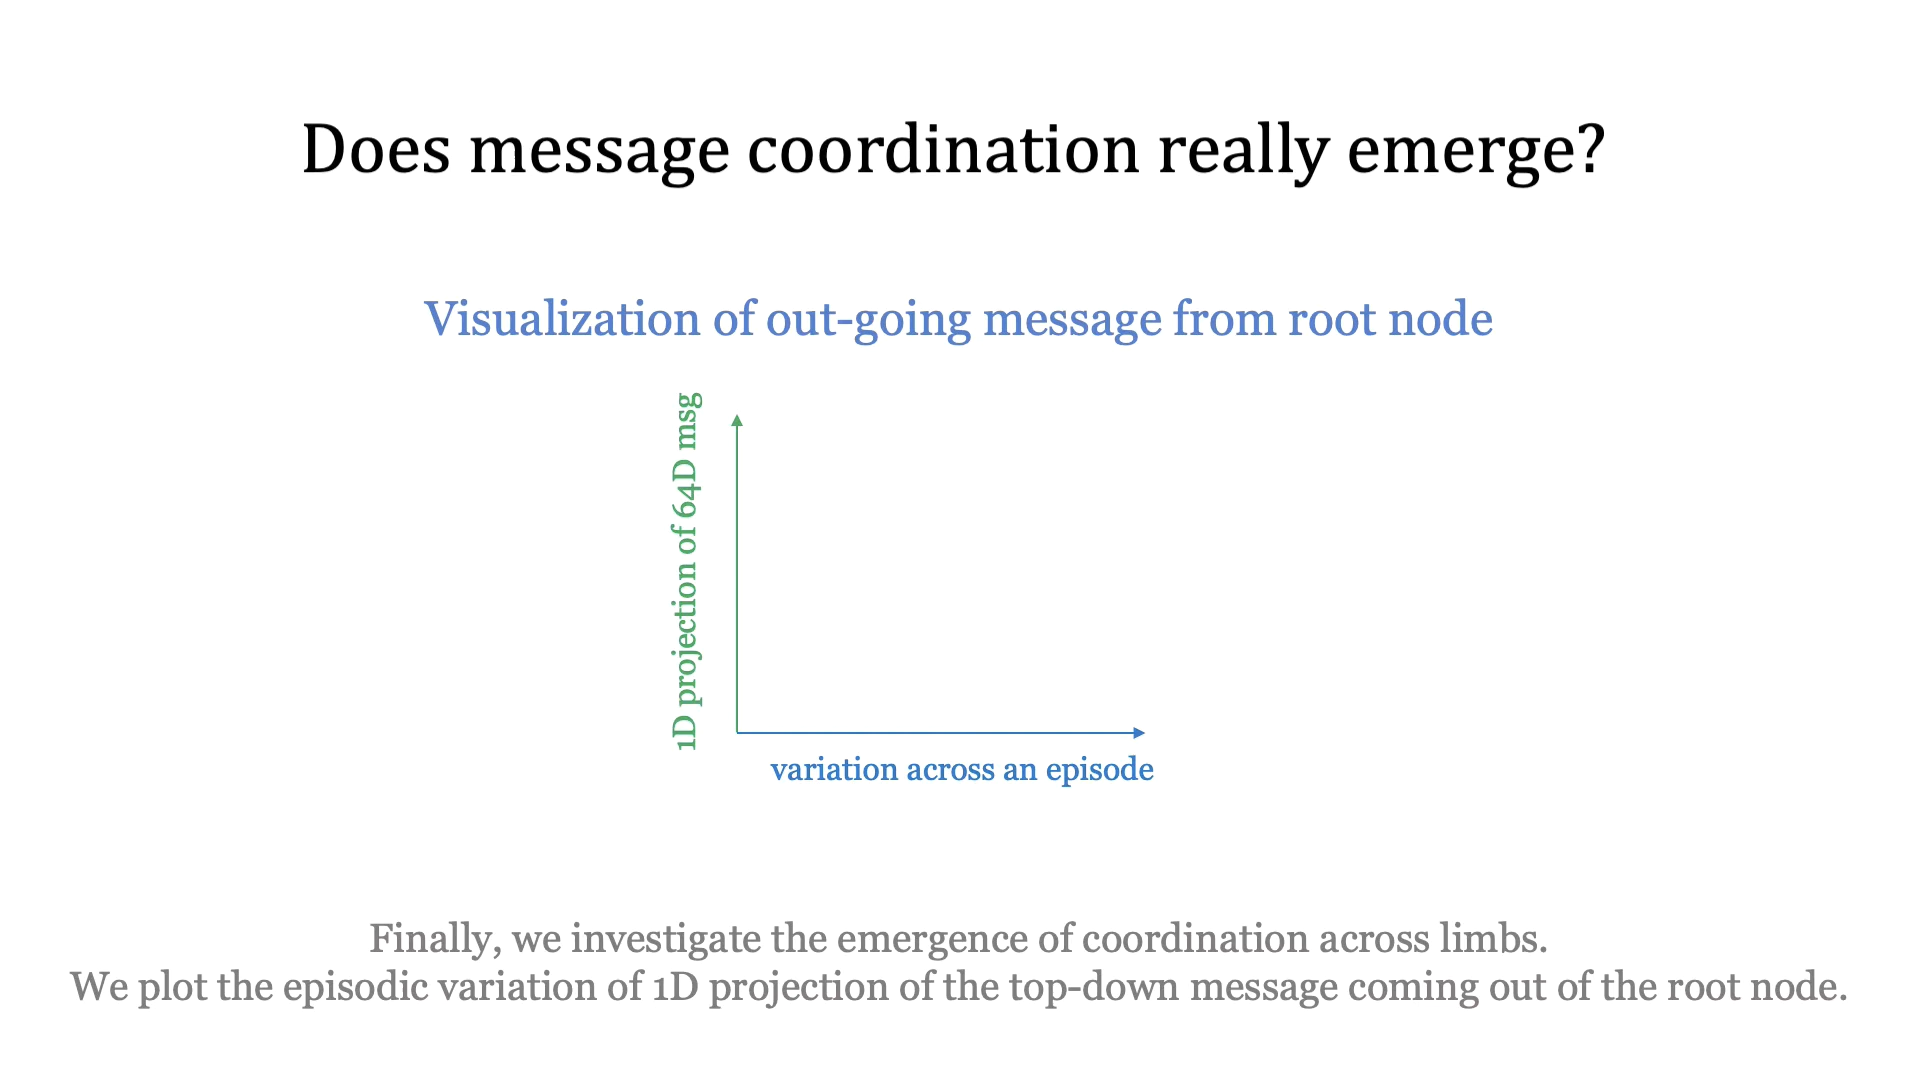 Does message coordination really emerge?
Visualization of out-going message from root node
1D projection of 64D msg
variation across an episode
Finally, we investigate the emergence of coordination across limbs.
We plot the episodic variation of 1D projection of the top-down message coming out of the root node.